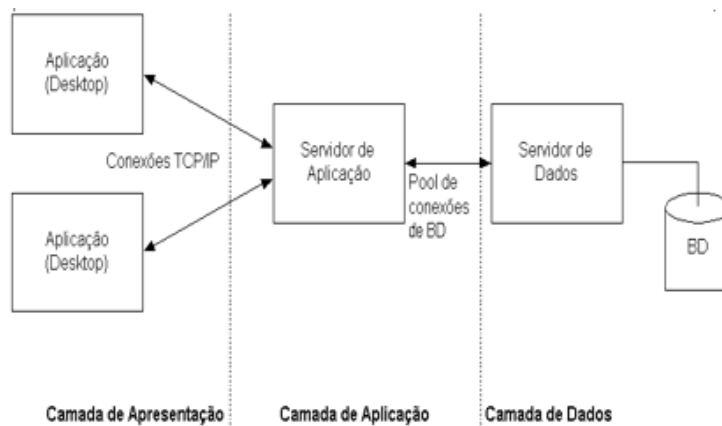 Aplicação
(Desktop)
Conexões TCP/IP
Aplicação
(Desktop)
Servidor de
Aplicação
Pool de
conexões
de BD
Servidor de
Dados
BD
Camada de Apresentação
Camada de Aplicação
Camada de Dados